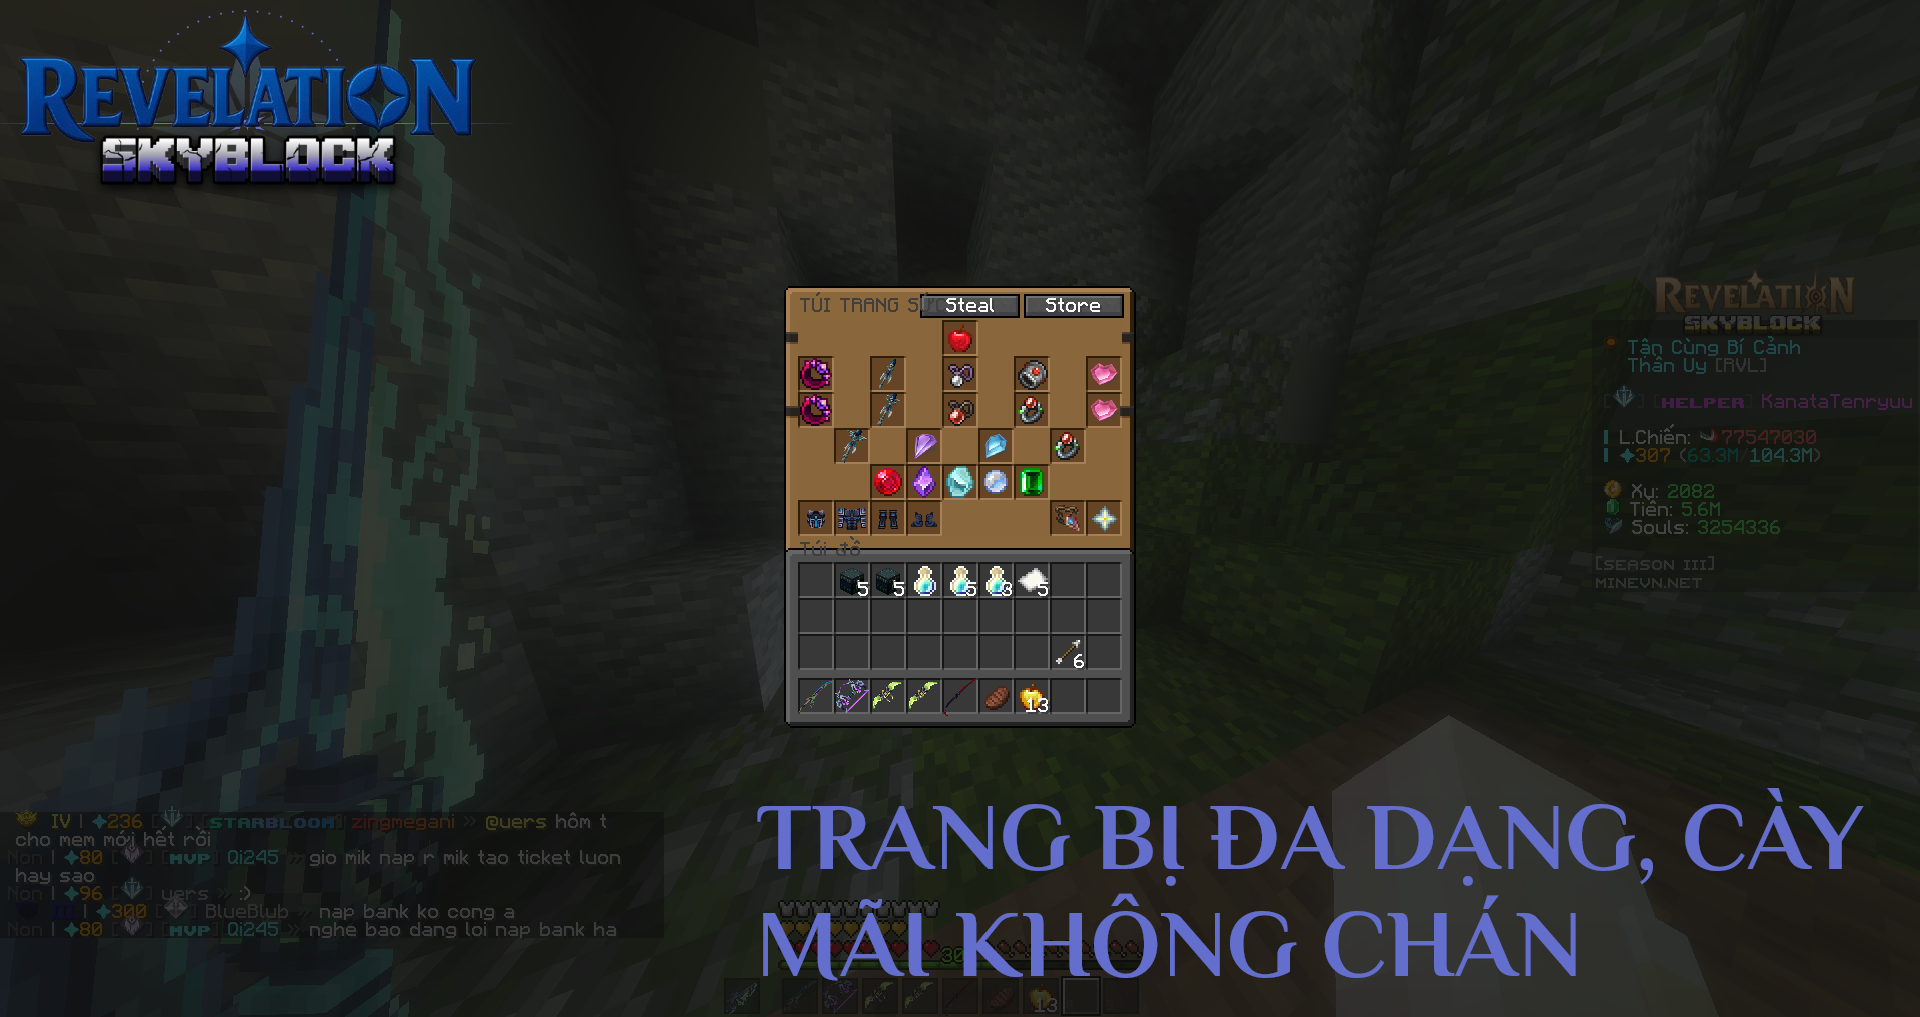 REVELATION
SKYBLOCK
TÚI TRANG SỨC
Steal
Store
Túi đồ
5
5
5
3
5
6
13
REVELATION
SKYBLOCK
Tận Cùng Bí Cảnh
Thần Uy [RVL]
[HELPER] KanataTenryuu
L.Chiến: 77547030
307 (63.3M/104.3M)
Xu: 2082
Tiền: 5.6M
Souls: 3254336
[SEASON III]
MINEVN.NET
IV | 236 [STARBLOOM] zingmegani » @uers hôm t
cho mem mới hết rồi
Non | 80 [MVP] Qi245 » gio mik nap r mik tao ticket luon
hay sao
Non | 96 uers » :)
III | 300 BlueBlub » nap bank ko cong a
Non | 80 [MVP] Qi245 » nghe bao dang loi nap bank ha
TRANG BỊ ĐA DẠNG, CÀY
MÃI KHÔNG CHÁN
30
13